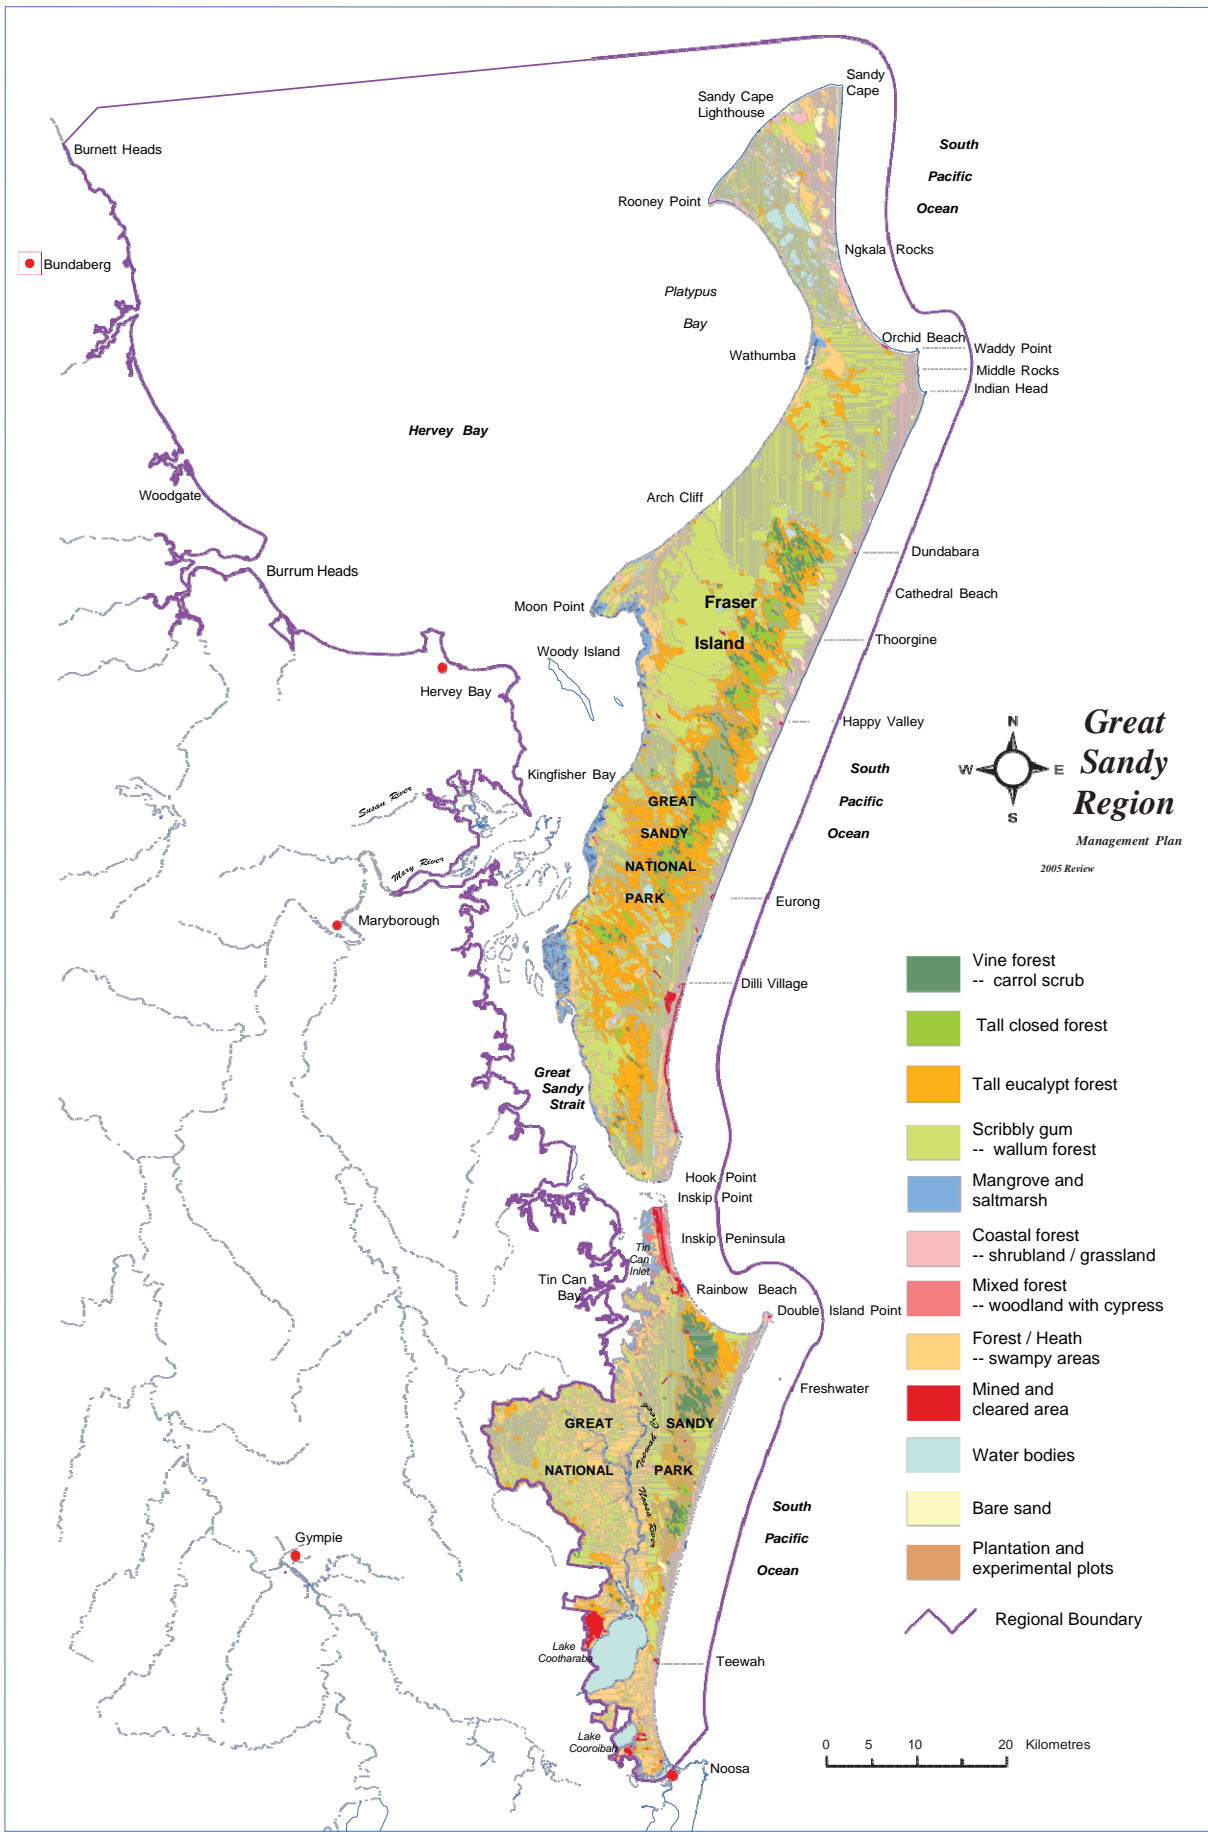 Sandy
Cape
Sandy Cape
Lighthouse
Burnett Heads
South
Pacific
Ocean
Rooney Point
Ngkala Rocks
Bundaberg
Platypus
Bay
Orchid Beach
Waddy Point
Wathumba
Middle Rocks
Indian Head
Hervey Bay
Woodgate
Arch Cliff
Dundabara
Burrum Heads
Cathedral Beach
Moon Point
Fraser
Island
Thoorgine
Woody Island
Hervey Bay
Happy Valley
N
W E
S
Great
Sandy
Region
Management Plan
2005 Review
Kingfisher Bay
South
Pacific
Ocean
Susan River
GREAT
SANDY
NATIONAL
PARK
Mary River
Eurong
Maryborough
Dilli Village
Great
Sandy
Strait
Hook Point
Inskip Point
Inskip Peninsula
Tin
Can
Inlet
Tin Can
Bay
Rainbow Beach
Double Island Point
Freshwater
GREAT SANDY
NATIONAL PARK
Teewah Creek
Noosa River
South
Pacific
Ocean
Gympie
Lake
Cootharaba
Teewah
Lake
Cooroibah
Noosa
Vine forest
-- carrol scrub
Tall closed forest
Tall eucalypt forest
Scribbly gum
-- wallum forest
Mangrove and
saltmarsh
Coastal forest
-- shrubland / grassland
Mixed forest
-- woodland with cypress
Forest / Heath
-- swampy areas
Mined and
cleared area
Water bodies
Bare sand
Plantation and
experimental plots
Regional Boundary
0 5 10 20 Kilometres